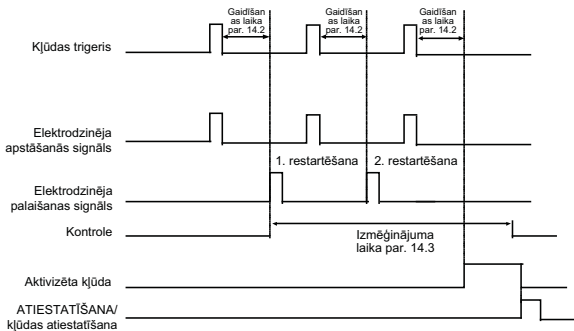 Gaidīšan
as laika
par. 14.2
Gaidīšan
as laika
par. 14.2
Gaidīšan
as laika
par. 14.2
Kļūdas trigeris
Elektrodzinēja
apstāšanās signāls
1. restartēšana
2. restartēšana
Elektrodzinēja
palaišanas signāls
Kontrole
Izmēģinājuma
laika par. 14.3
Aktivizēta kļūda
ATIESTATĪŠANA/
kļūdas atiestatīšana